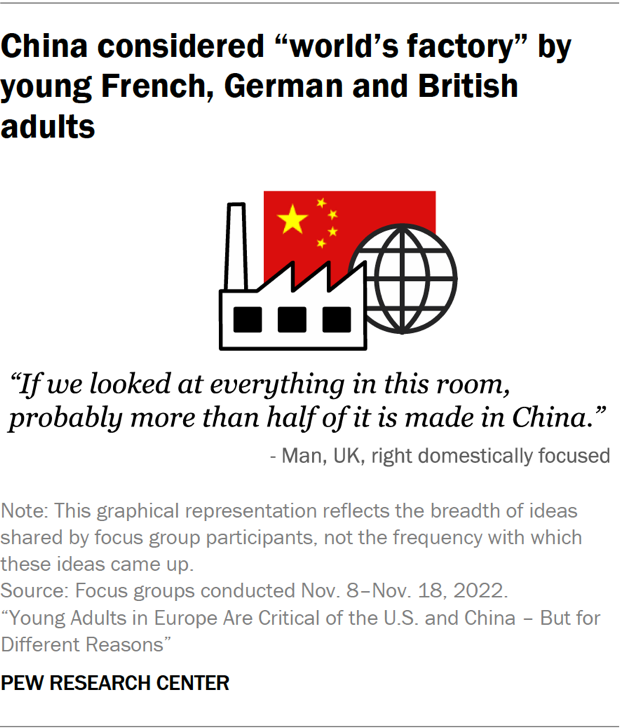 China considered “world’s factory” by
young French, German and British
adults
“If we looked at everything in this room,
probably more than half of it is made in China.”
- Man, UK, right domestically focused
Note: This graphical representation reflects the breadth of ideas
shared by focus group participants, not the frequency with which
these ideas came up.
Source: Focus groups conducted Nov. 8–Nov. 18, 2022.
“Young Adults in Europe Are Critical of the U.S. and China – But for
Different Reasons”
PEW RESEARCH CENTER